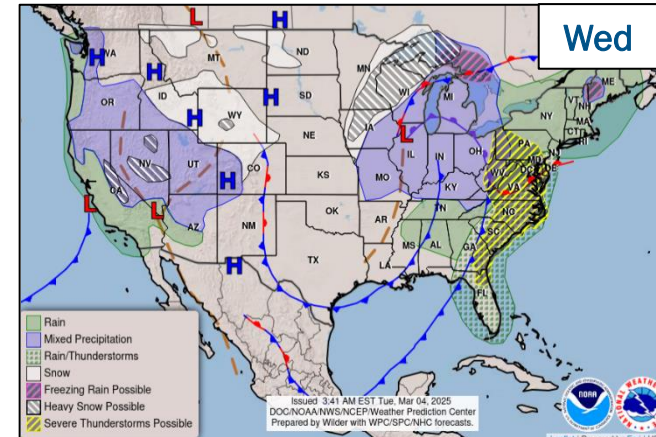 Wed
L
H
WA
H
MT
ND
MN
ME
H
OR
ID
H
SD
WI
MI
NY
VT
NH
MA
CT
RI
H
WY
IA
L
PA
NJ
NE
IL
IN
OH
MD
DE
NV
UT
CO
H
KS
MO
KY
WV
DC
VA
CA
L
L
AZ
NM
OK
AR
TN
NC
SC
H
TX
LA
MS
AL
GA
FL
Rain
Mixed Precipitation
Rain/Thunderstorms
Snow
Freezing Rain Possible
Heavy Snow Possible
Severe Thunderstorms Possible
Issued 3:41 AM EST Tue, Mar 04, 2025
DOC/NOAA/NWS/NCEP/Weather Prediction Center
Prepared by Wilder with WPC/SPC/NHC forecasts.
NOAA